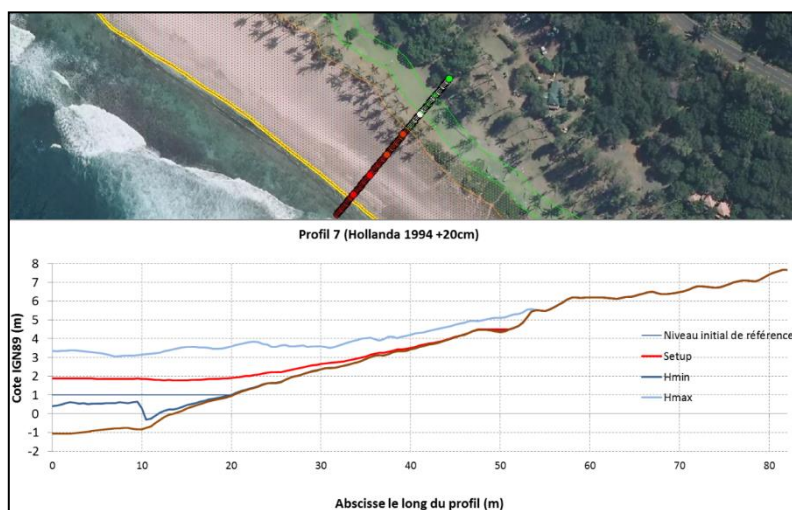 Profil 7 (Hollanda 1994 +20cm)
8
7
6
5
4
3
2
1
0
-1
-2
Cote IGN89 (m)
Niveau initial de référence
Setup
Hmin
Hmax
0 10 20 30 40 50 60 70 80
Abscisse le long du profil (m)